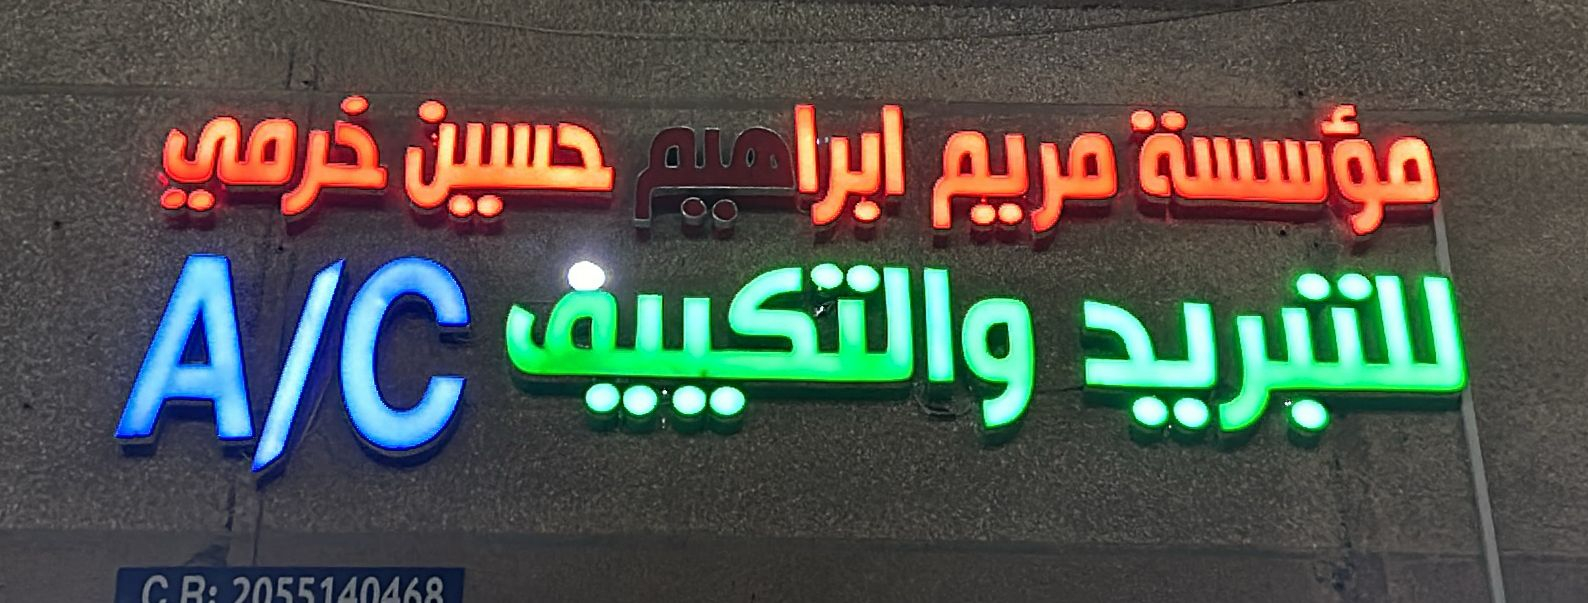 مؤسسة مريم ابراهيم حسين خرمي
للتبريد والتكييف A/C
C.R: 2055140468